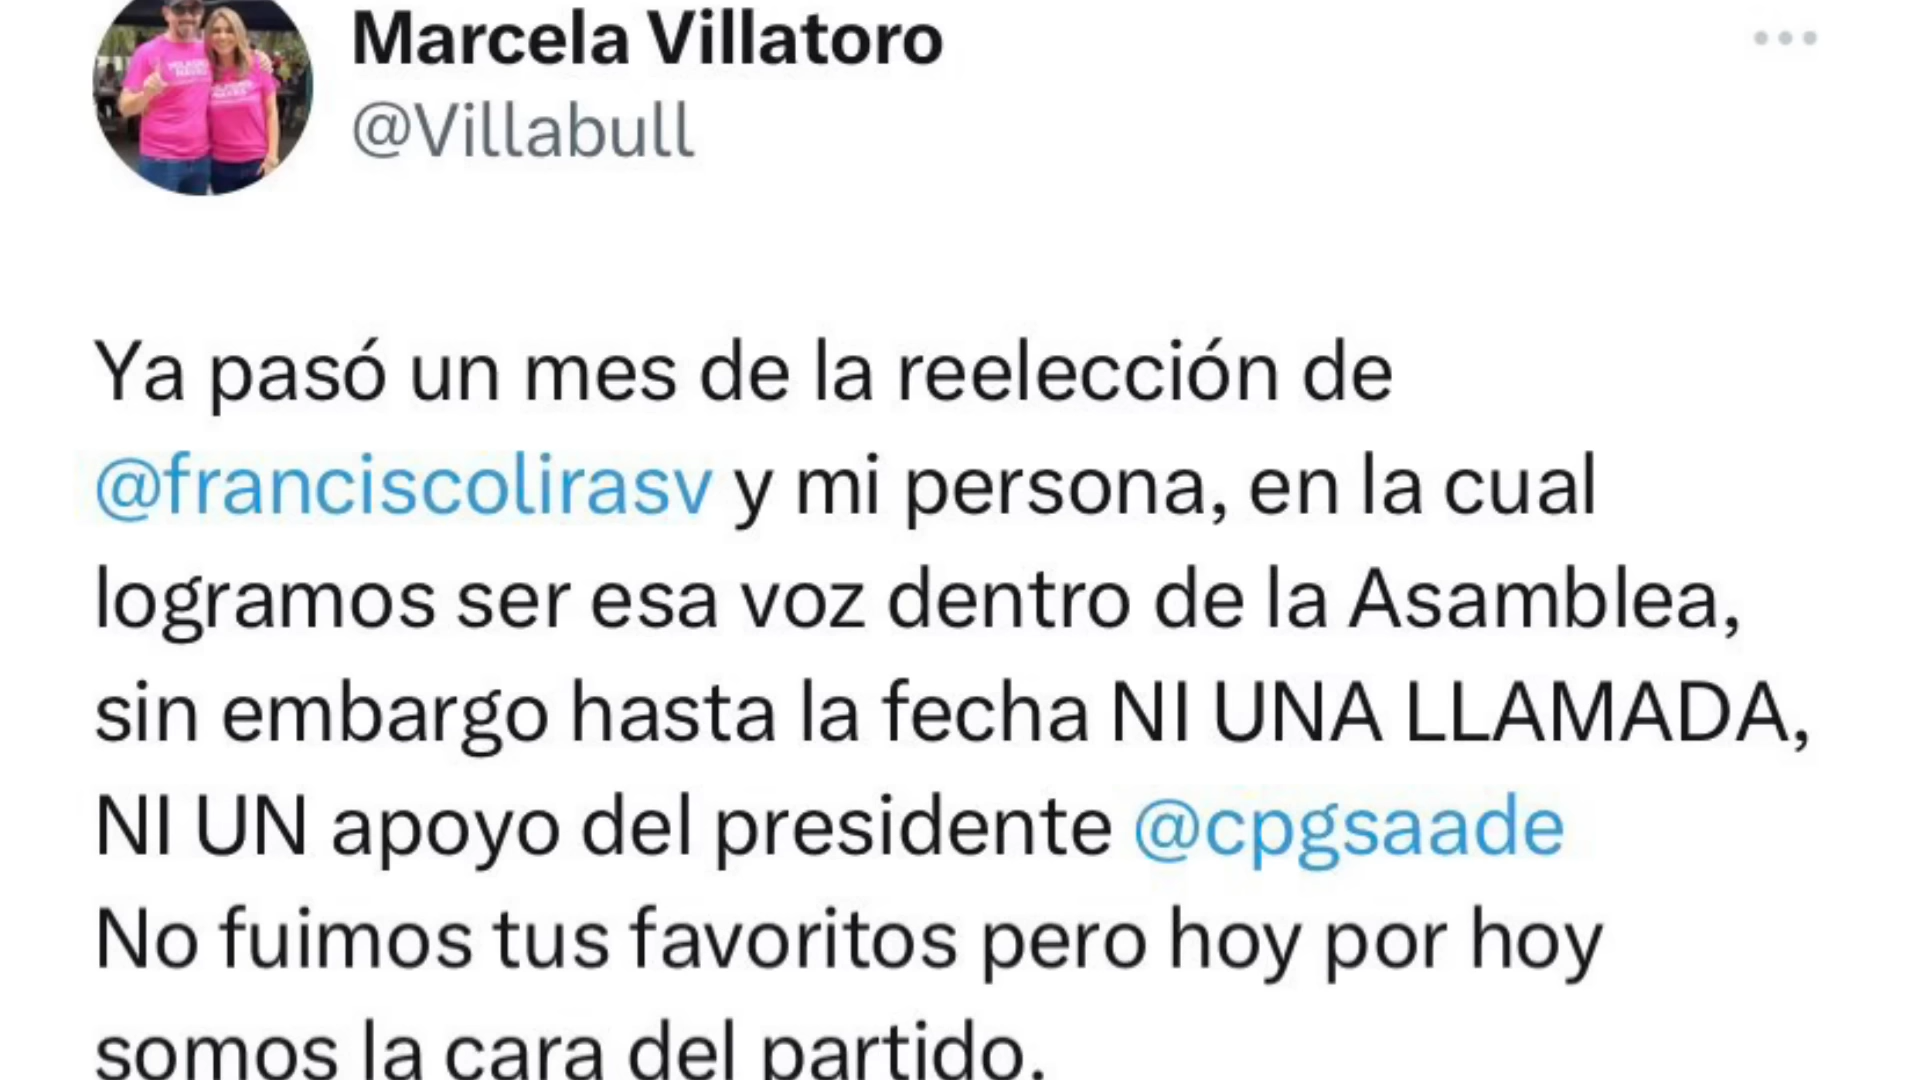 Marcela Villatoro
@Villabull
Ya pasó un mes de la reelección de
@franciscolirasv y mi persona, en la cual
logramos ser esa voz dentro de la Asamblea,
sin embargo hasta la fecha NI UNA LLAMADA,
NI UN apoyo del presidente @cpgsaade
No fuimos tus favoritos pero hoy por hoy
somos la cara del partido.